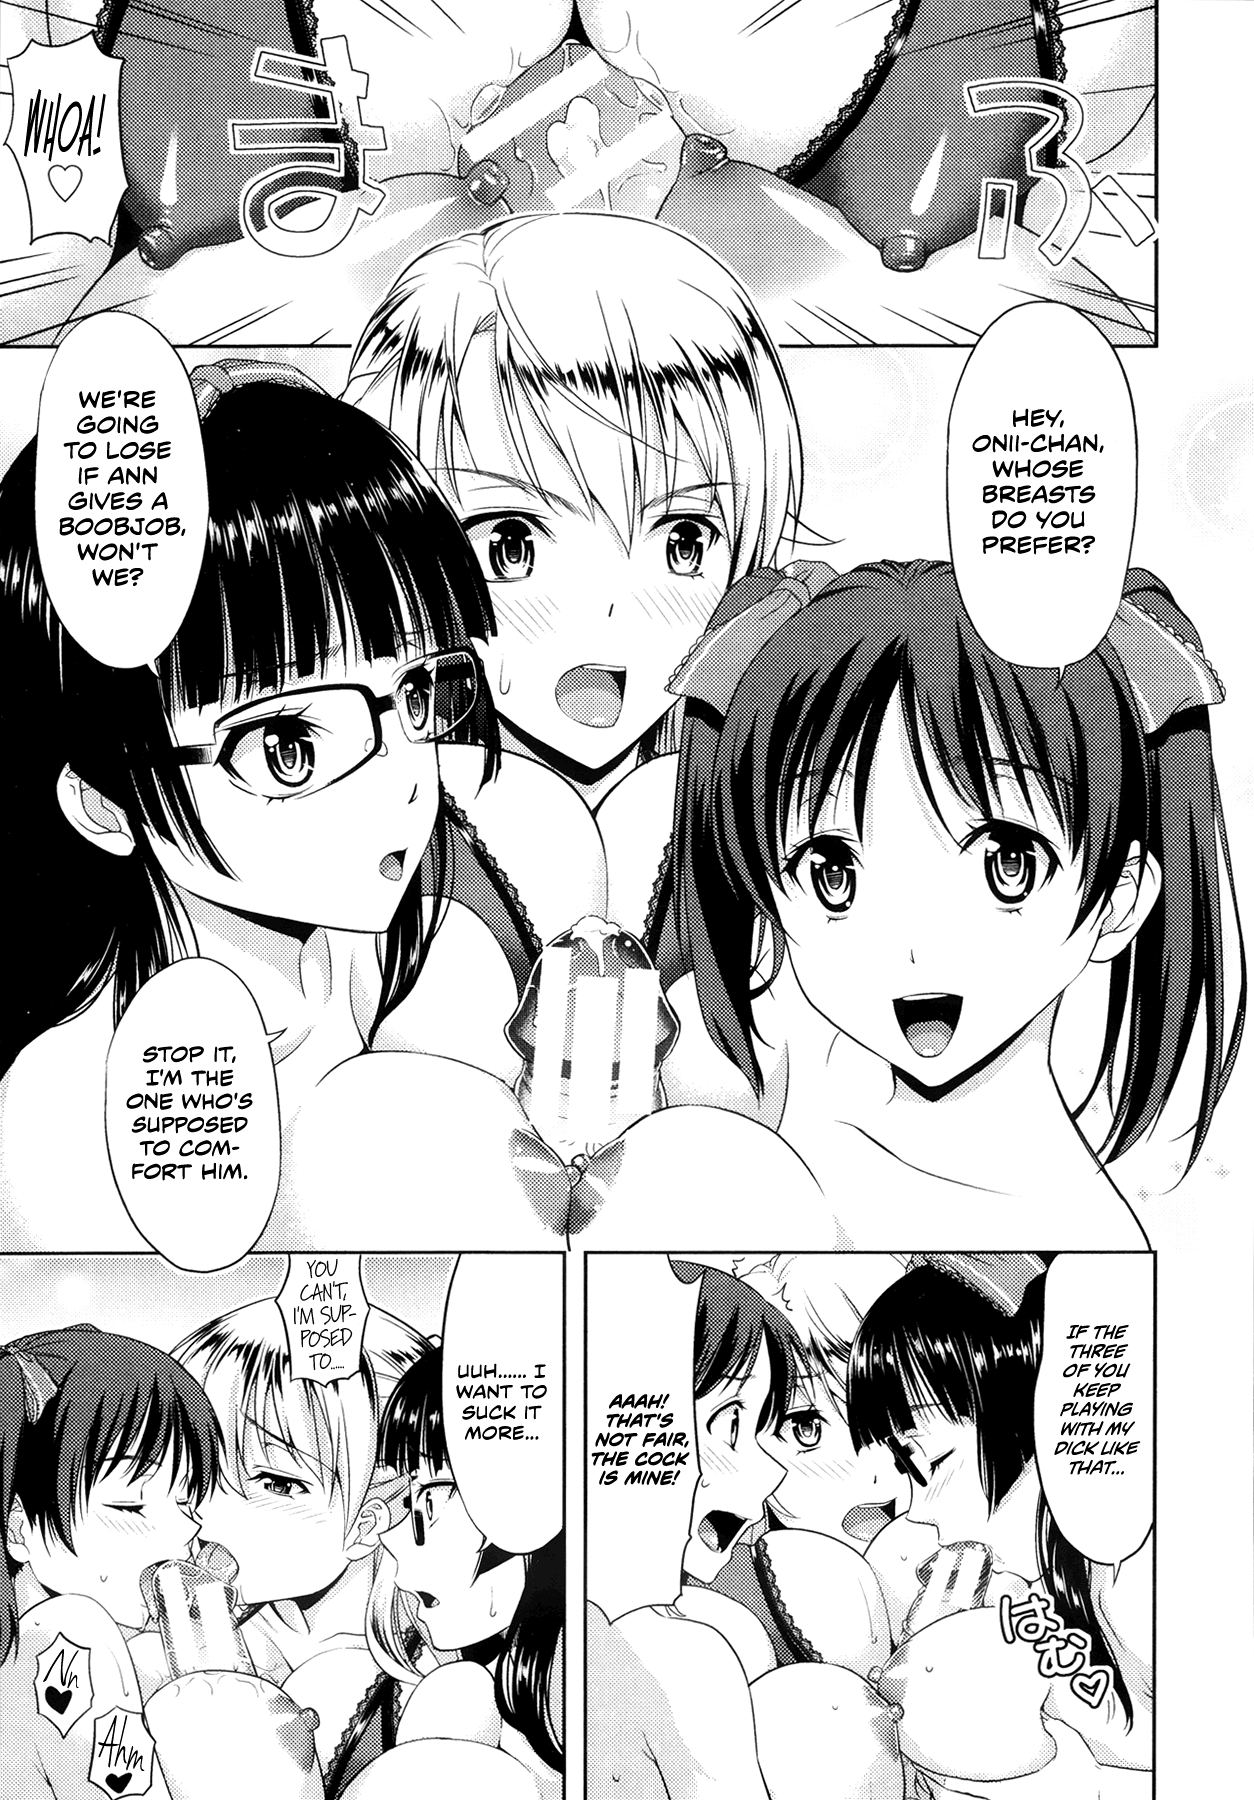 ふ
ま
WHOA!
♡
HEY,
ONII-CHAN,
WHOSE
BREASTS
DO YOU
PREFER?
WE'RE
GOING
TO LOSE
IF ANN
GIVES A
BOOBJOB,
WON'T
WE?
STOP IT,
I'M THE
ONE WHO'S
SUPPOSED
TO COM-
FORT HIM.
IF THE
THREE
OF YOU
KEEP
PLAYING
WITH MY
DICK LIKE
THAT...
はむ♡
AAAH!
THAT'S
NOT FAIR,
THE COCK
IS MINE!
UUH...... I
WANT TO
SUCK IT
MORE...
YOU
CAN'T,
I'M SUP-
POSED
TO......
Nn
♥
Ahm
♥